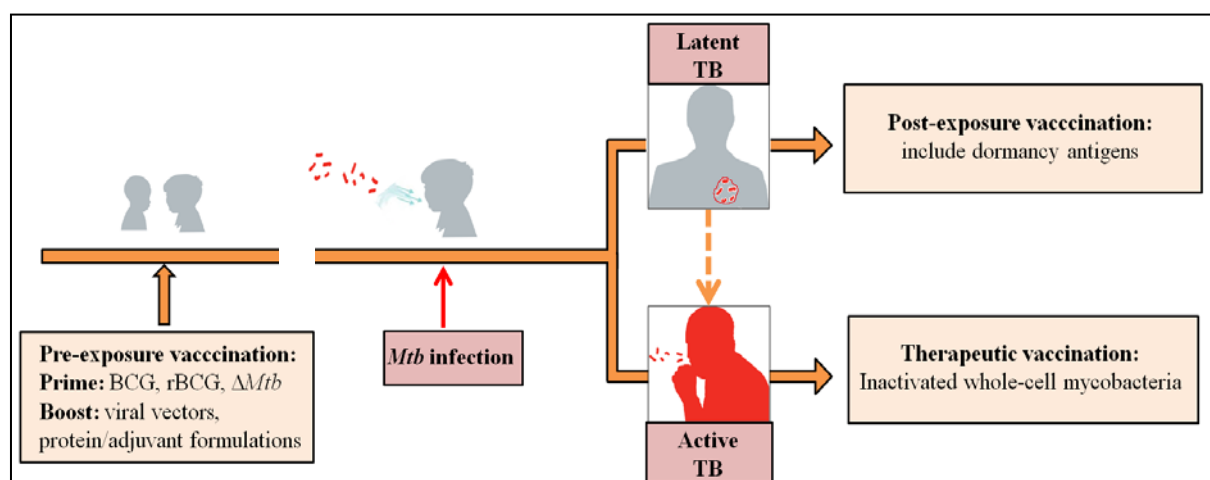 Pre-exposure vacccination:
Prime: BCG, rBCG, ΔMtb
Boost: viral vectors,
protein/adjuvant formulations
Mtb infection
Latent
TB
Post-exposure vacccination:
include dormancy antigens
Active
TB
Therapeutic vaccination:
Inactivated whole-cell mycobacteria